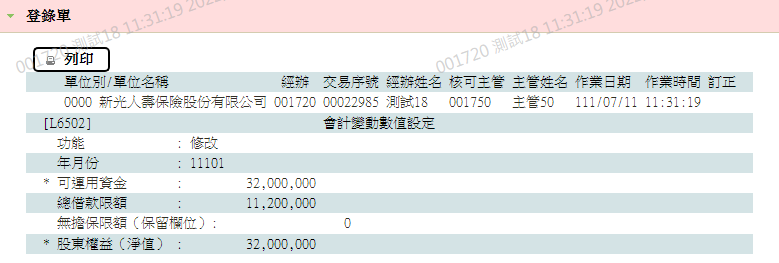 登錄單
001720 測試18 11:31:19
列印
單位別/單位名稱 經辦 交易序號 經辦姓名 核可主管 主管姓名 作業日期 作業時間 訂正
0000 新光人壽保險股份有限公司 001720 00022985 測試18 001750 主管50 111/07/11 11:31:19
[L6502] 會計變動數值設定
功能 : 修改
年月份 : 11101
* 可運用資金 : 32,000,000
總借款限額 : 11,200,000
無擔保限額（保留欄位）: 0
* 股東權益（淨值） : 32,000,000